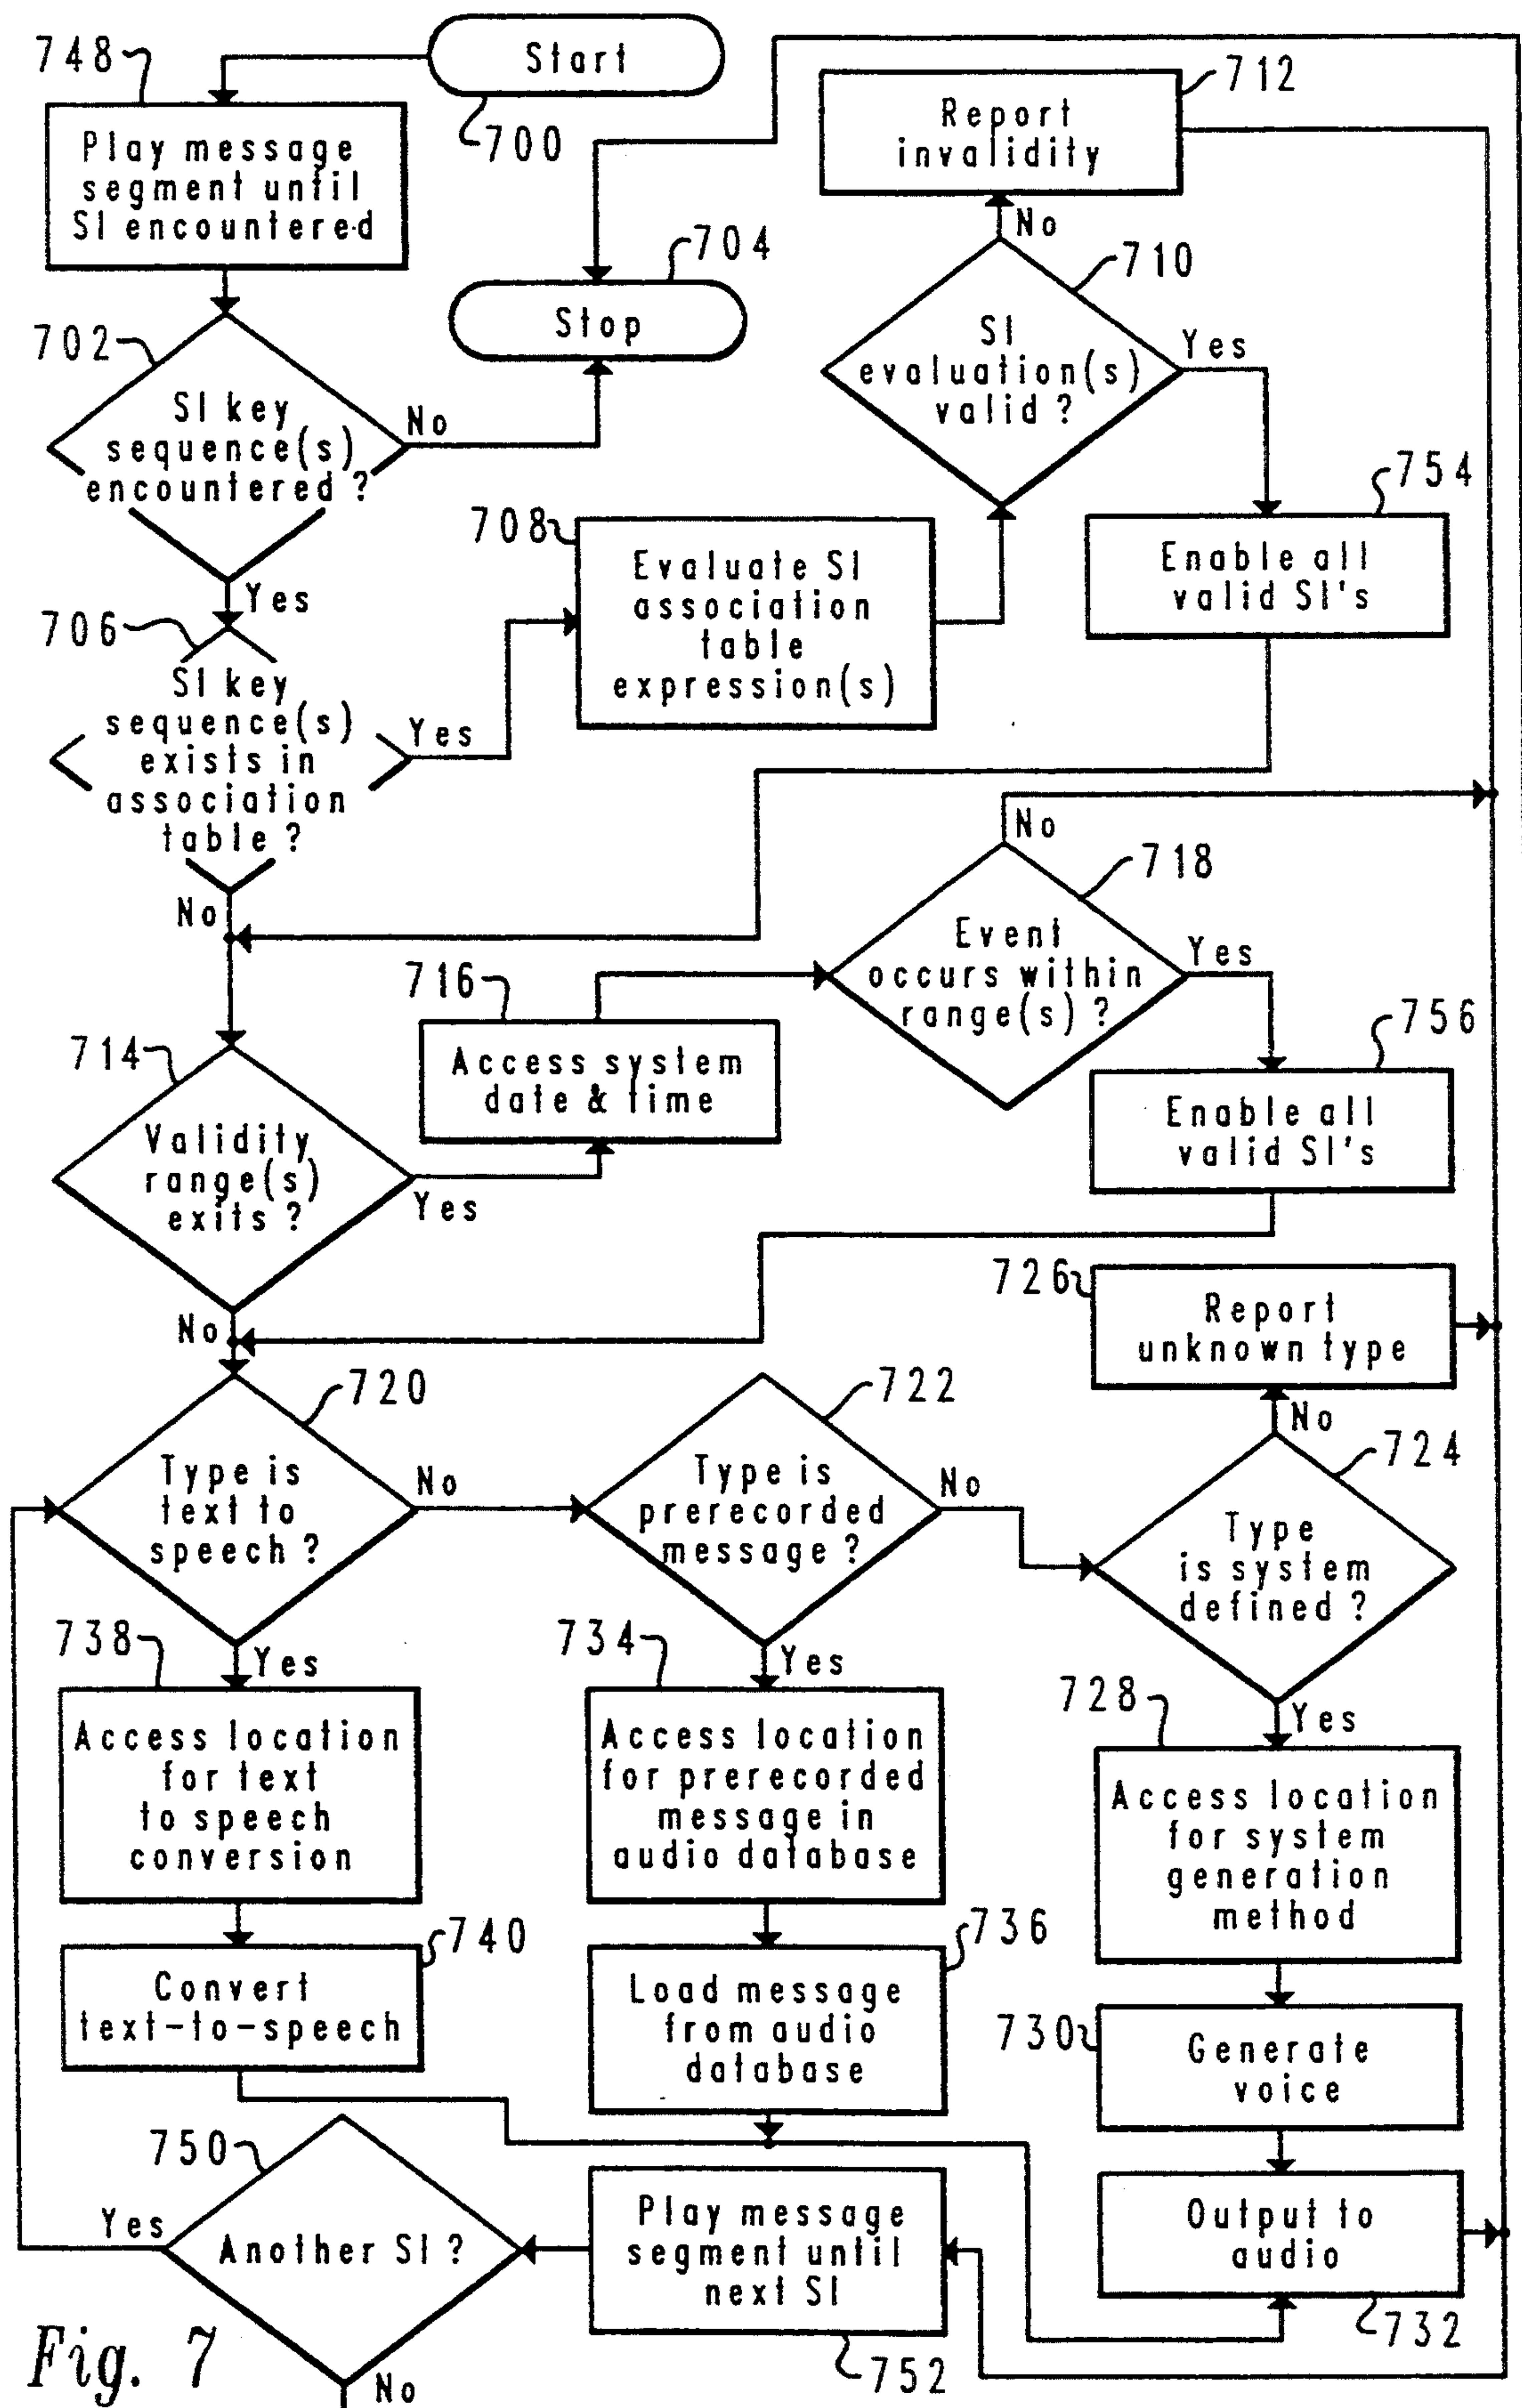 748
Start
700
Play message
segment until
SI encountered
712
Report
invalidity
No
704
Stop
710
SI
evaluation(s)
valid ?
Yes
702
SI key
sequence(s)
encountered ?
No
Yes
754
Enable all
valid SI's
708
Evaluate SI
association
table
expression(s)
706
SI key
sequence(s)
exists in
association
table ?
Yes
No
No
718
Event
occurs within
range(s) ?
Yes
716
Access system
date & time
756
Enable all
valid SI's
714
Validity
range(s)
exits ?
Yes
No
726
Report
unknown type
No
720
Type is
text to
speech ?
No
722
Type is
prerecorded
message ?
No
724
Type
is system
defined ?
738
Yes
734
Yes
728
Yes
Access location
for text
to speech
conversion
Access location
for prerecorded
message in
audio database
Access location
for system
generation
method
740
Convert
text-to-speech
736
Load message
from audio
database
730
Generate
voice
750
Yes
Another SI ?
Play message
segment until
next SI
752
Output to
audio
732
Fig. 7
No